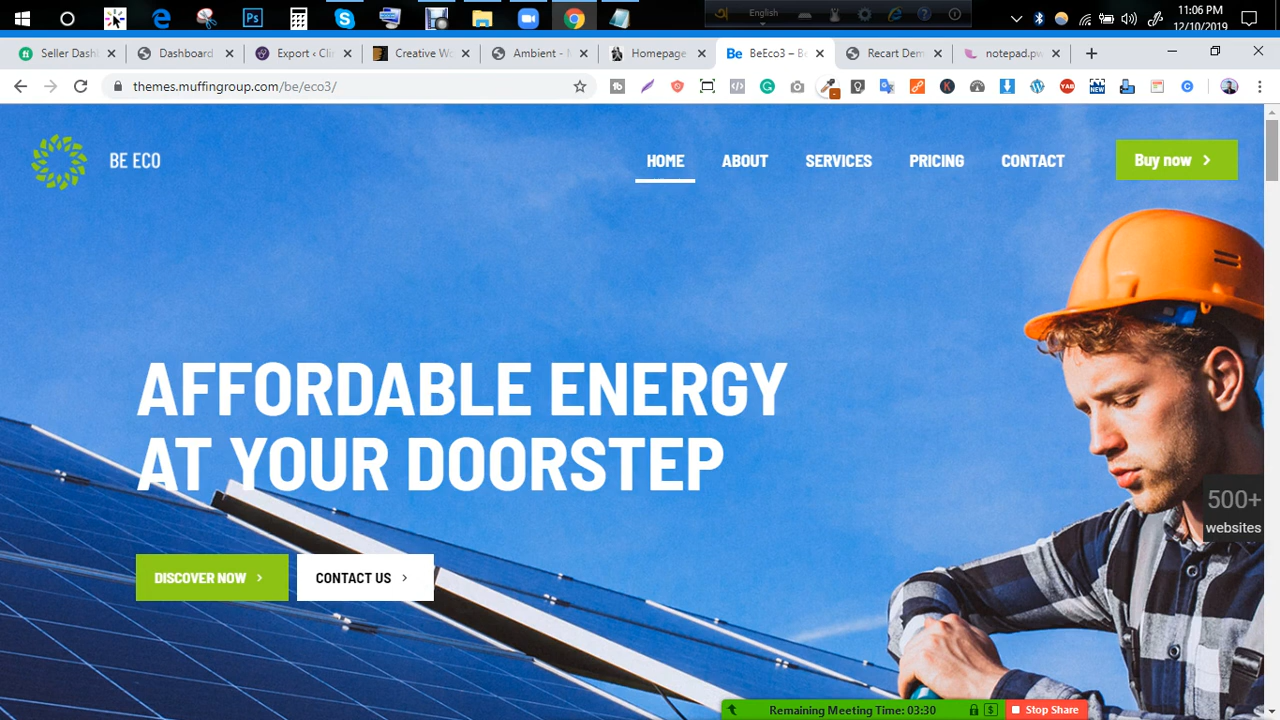 English
11:06 PM
12/10/2019
Seller Dash
Dashboard
Export ‹ Cli
Creative Wo
Ambient - 
Homepage
Be BeEco3 – Be
Recart Dem
notepad.pw
themes.muffingroup.com/be/eco3/
BE ECO
HOME ABOUT SERVICES PRICING CONTACT Buy now
AFFORDABLE ENERGY
AT YOUR DOORSTEP
500+
websites
DISCOVER NOW CONTACT US
Remaining Meeting Time: 03:30 Stop Share